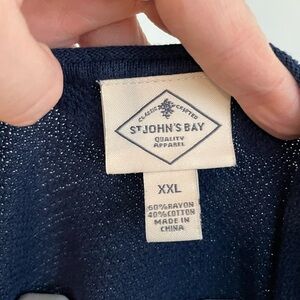 CLASSIC CRAFTED
ST JOHN'S BAY
QUALITY
APPAREL
XXL
60%RAYON
40%COTTON
MADE IN
CHINA